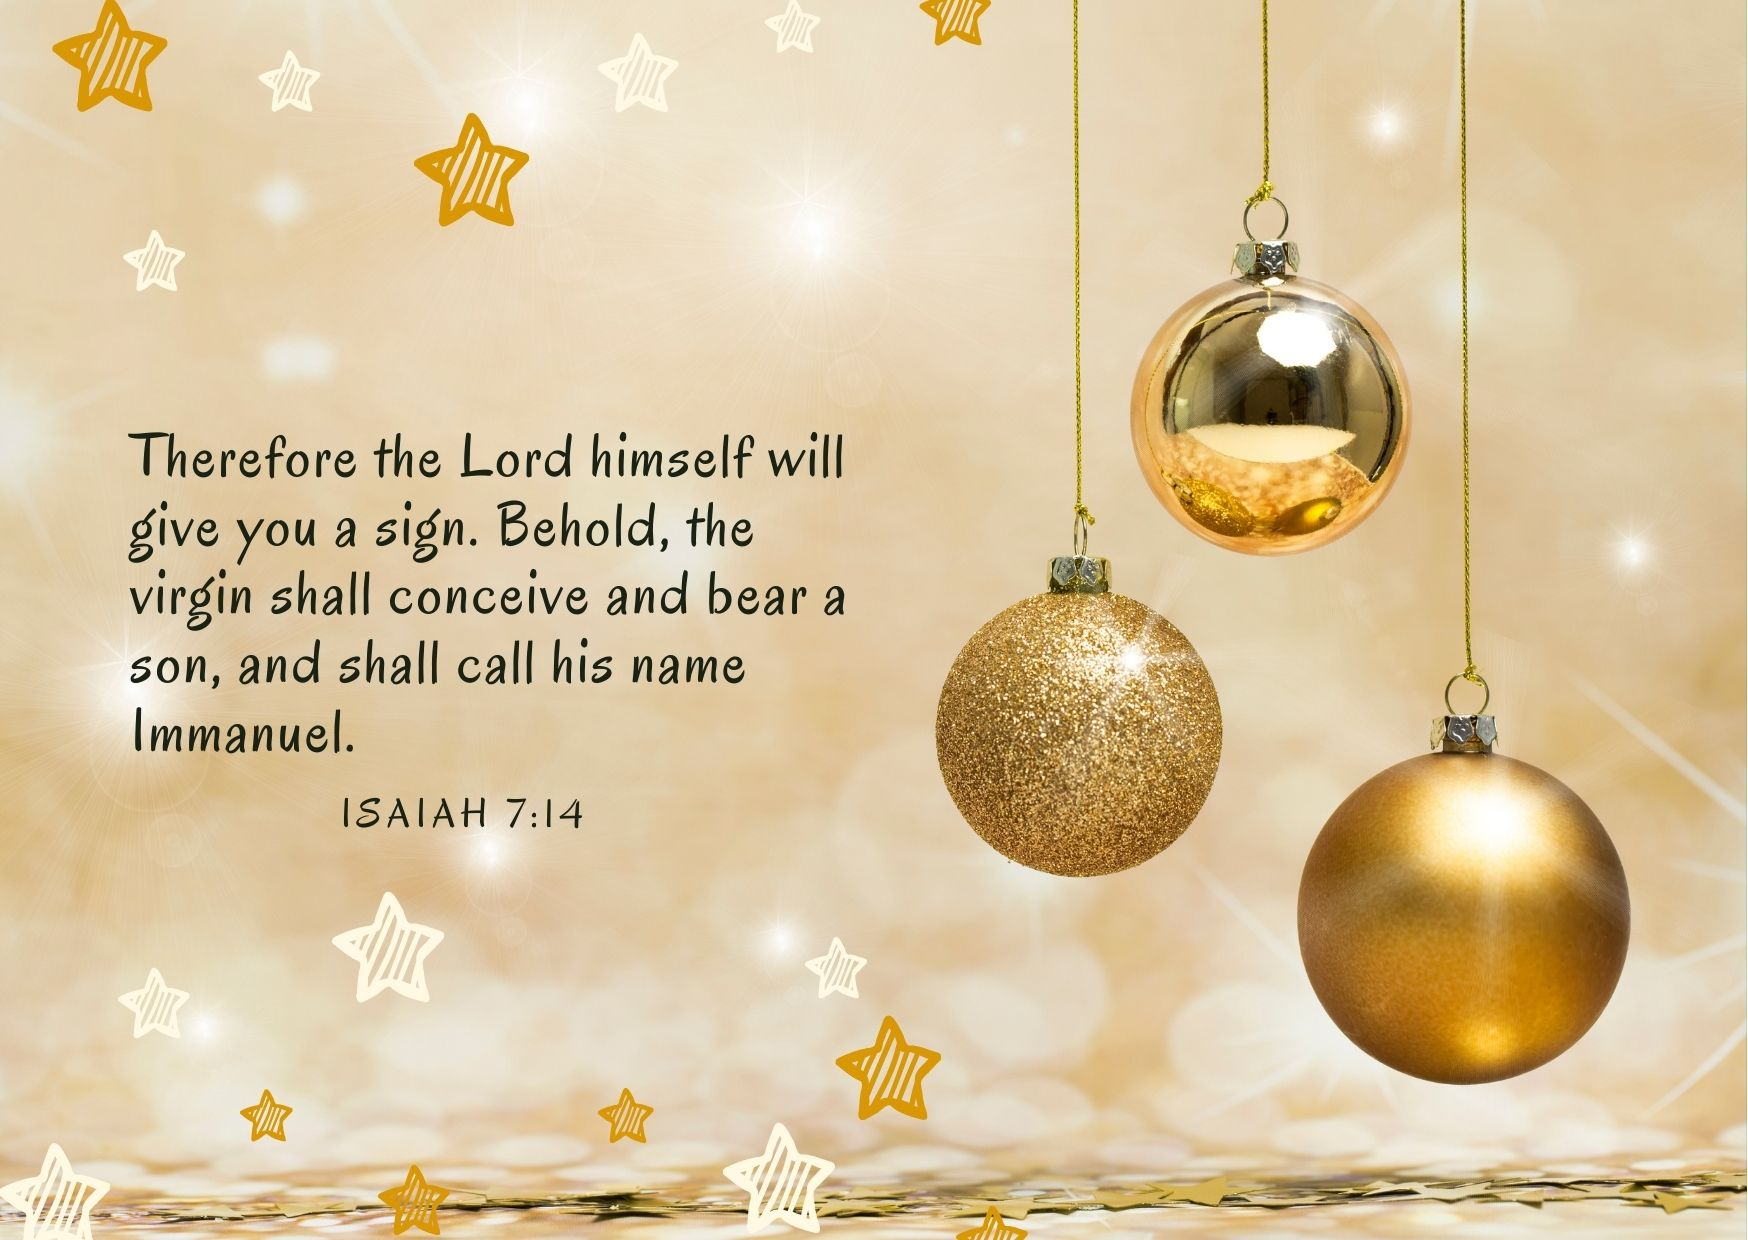 Therefore the Lord himself will
give you a sign. Behold, the
virgin shall conceive and bear a
son, and shall call his name
Immanuel.
ISAIAH 7:14